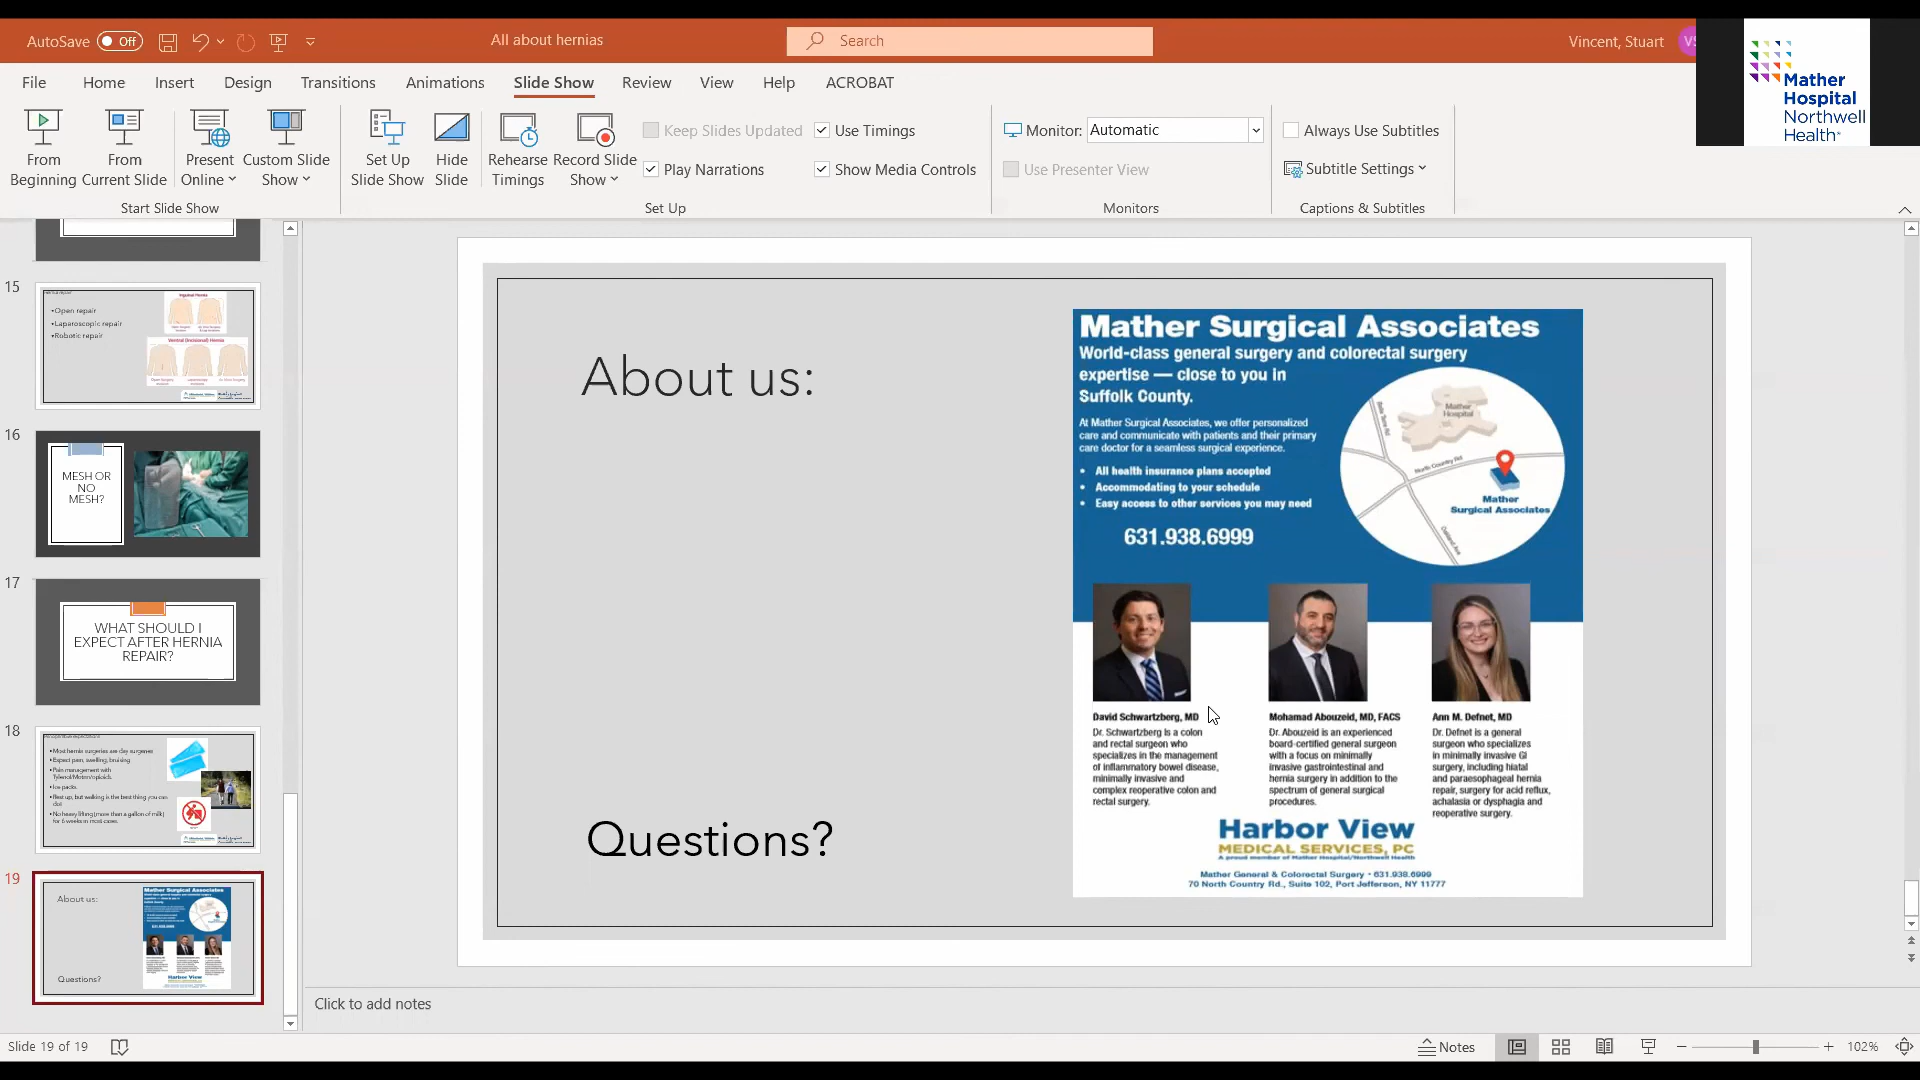 AutoSave Off
All about hernias
Search
Vincent, Stuart
VS
Mather
Hospital
Northwell
Health
File Home Insert Design Transitions Animations Slide Show Review View Help ACROBAT
From Beginning
From Current Slide
Present Online
Custom Slide Show
Start Slide Show
Set Up Slide Show
Hide Slide
Rehearse Timings
Record Slide Show
Keep Slides Updated
Play Narrations
Use Timings
Show Media Controls
Set Up
Monitor: Automatic
Use Presenter View
Monitors
Always Use Subtitles
Subtitle Settings
Captions & Subtitles
15
•Open repair
•Laparoscopic repair
•Robotic repair
Inguinal Hernia
Ventral (Incisional) Hernia
16
MESH OR
NO
MESH?
17
WHAT SHOULD I
EXPECT AFTER HERNIA
REPAIR?
18
•Most hernia surgeries are day surgeries
•Expect pain, swelling, bruising
•Pain management with
Tylenol/Motrin/opioids
•Ice packs
•Rest up, but walking is the best thing you can
do!
•No heavy lifting (more than a gallon of milk)
for 6 weeks in most cases
19
About us:
Mather Surgical Associates
631.938.6999
Harbor View
Questions?
About us:
Questions?
Mather Surgical Associates
World-class general surgery and colorectal surgery
expertise — close to you in
Suffolk County.
At Mather Surgical Associates, we offer personalized
care and communicate with patients and their primary
care doctor for a seamless surgical experience.
• All health insurance plans accepted
• Accommodating to your schedule
• Easy access to other services you may need
631.938.6999
Belle Terre Rd
Mather
Hospital
North Country Rd
Oakland Ave
Mather
Surgical Associates
David Schwartzberg, MD
Dr. Schwartzberg is a colon
and rectal surgeon who
specializes in the management
of inflammatory bowel disease,
minimally invasive and
complex reoperative colon and
rectal surgery.
Mohamad Abouzeid, MD, FACS
Dr. Abouzeid is an experienced
board-certified general surgeon
with a focus on minimally
invasive gastrointestinal and
hernia surgery in addition to the
spectrum of general surgical
procedures.
Ann M. Defnet, MD
Dr. Defnet is a general
surgeon who specializes
in minimally invasive GI
surgery, including hiatal
and paraesophageal hernia
repair, surgery for acid reflux,
achalasia or dysphagia and
reoperative surgery.
Harbor View
MEDICAL SERVICES, PC
A proud member of Mather Hospital/Northwell Health
Mather General & Colorectal Surgery • 631.938.6999
70 North Country Rd., Suite 102, Port Jefferson, NY 11777
Click to add notes
Slide 19 of 19
Notes
102%